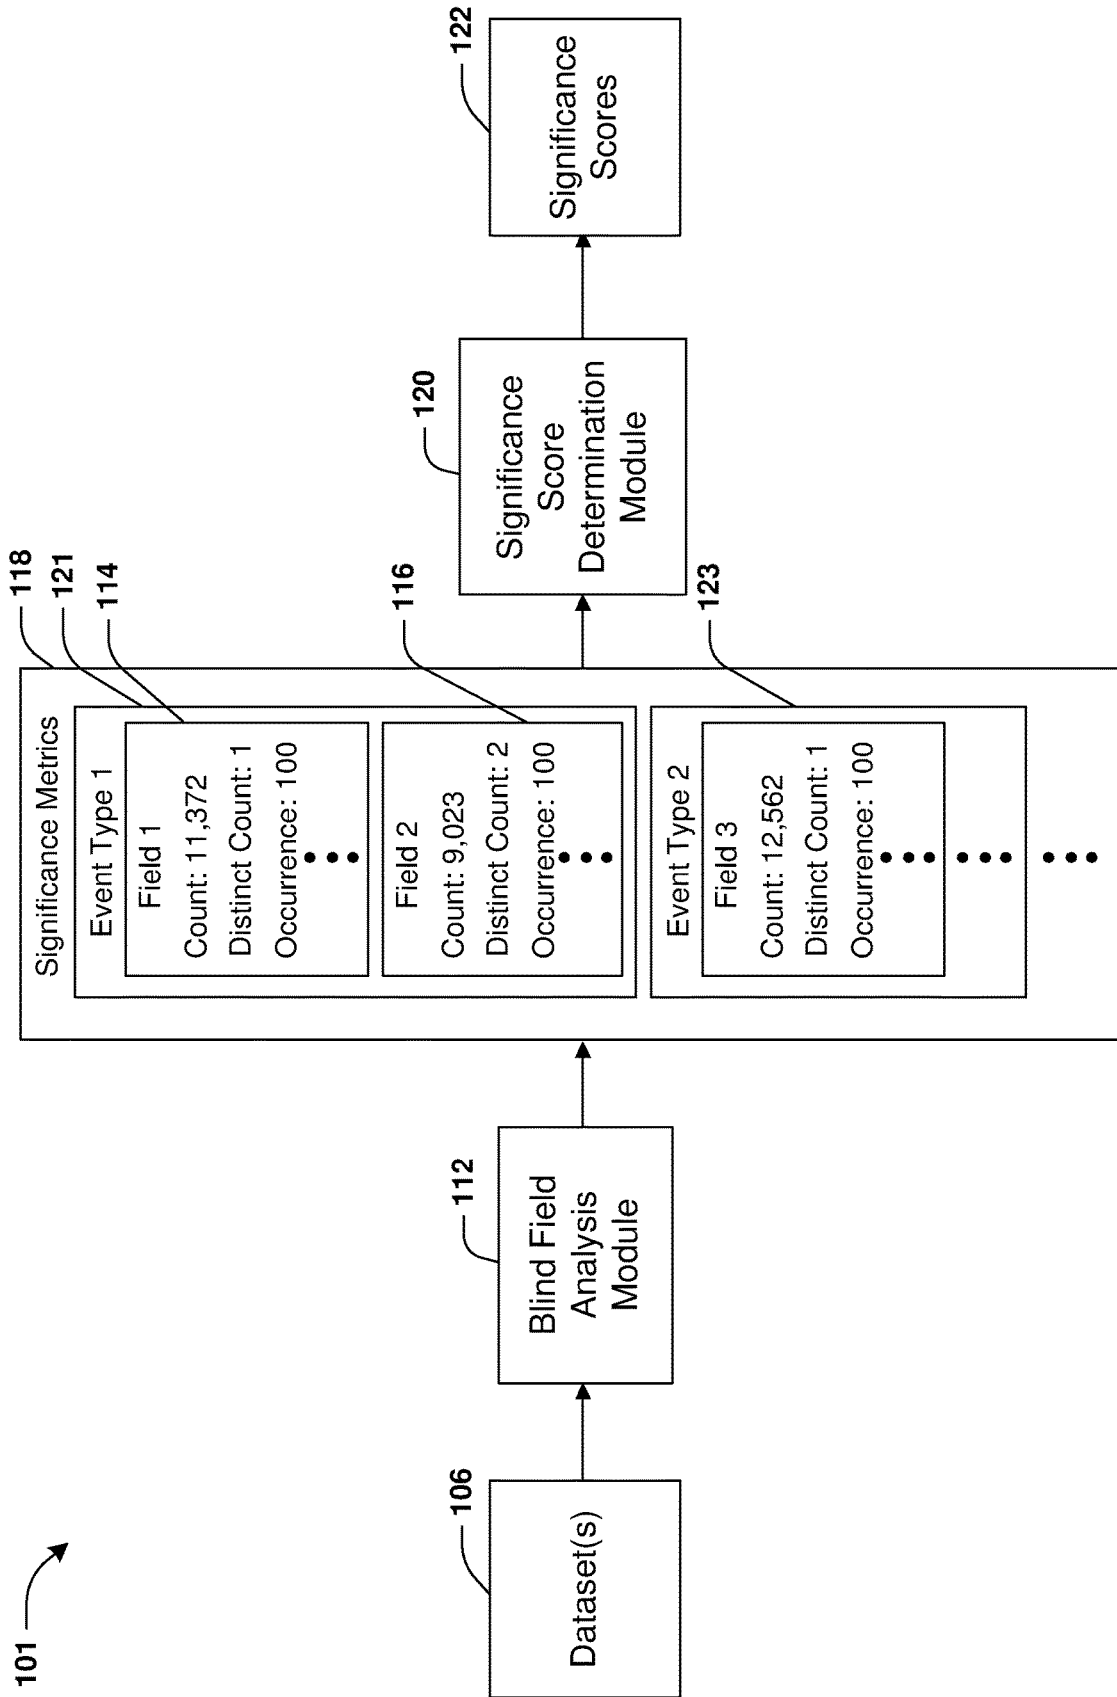 101
106
Dataset(s)
112
Blind Field
Analysis
Module
118
121
114
Significance Metrics
Event Type 1
Field 1
Count: 11,372
Distinct Count: 1
Occurrence: 100
116
Field 2
Count: 9,023
Distinct Count: 2
Occurrence: 100
123
Event Type 2
Field 3
Count: 12,562
Distinct Count: 1
Occurrence: 100
120
Significance
Score
Determination
Module
122
Significance
Scores